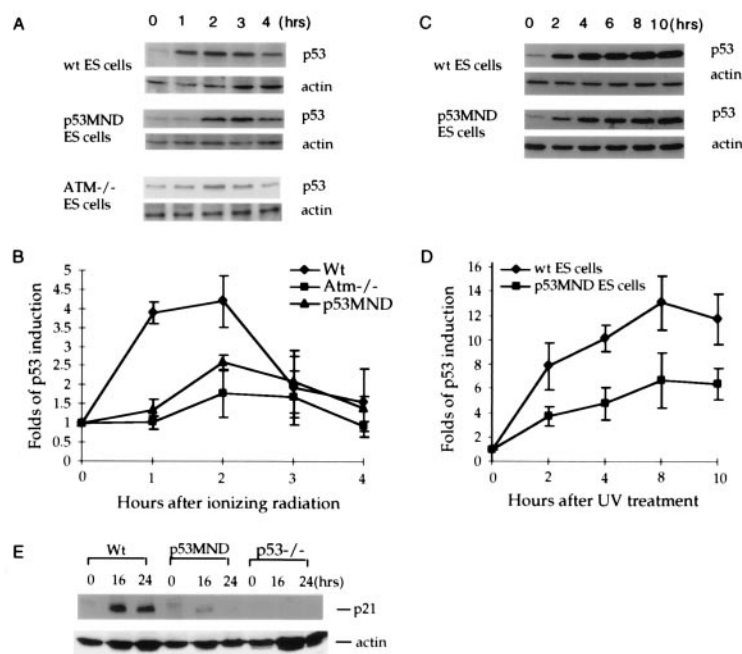 A
0 1 2 3 4 (hrs)
wt ES cells
p53
actin
p53MND
ES cells
p53
actin
ATM-/-
ES cells
p53
actin
C
0 2 4 6 8 10(hrs)
wt ES cells
p53
actin
p53MND
ES cells
p53
actin
B
Folds of p53 induction
5
4.5
4
3.5
3
2.5
2
1.5
1
0.5
0 1 2 3 4
Wt
Atm-/-
p53MND
Hours after ionizing radiation
D
Folds of p53 induction
16
14
12
10
8
6
4
2
0
0 2 4 8 10
wt ES cells
p53MND ES cells
Hours after UV treatment
E
Wt p53MND p53-/-
0 16 24 0 16 24 0 16 24(hrs)
p21
actin